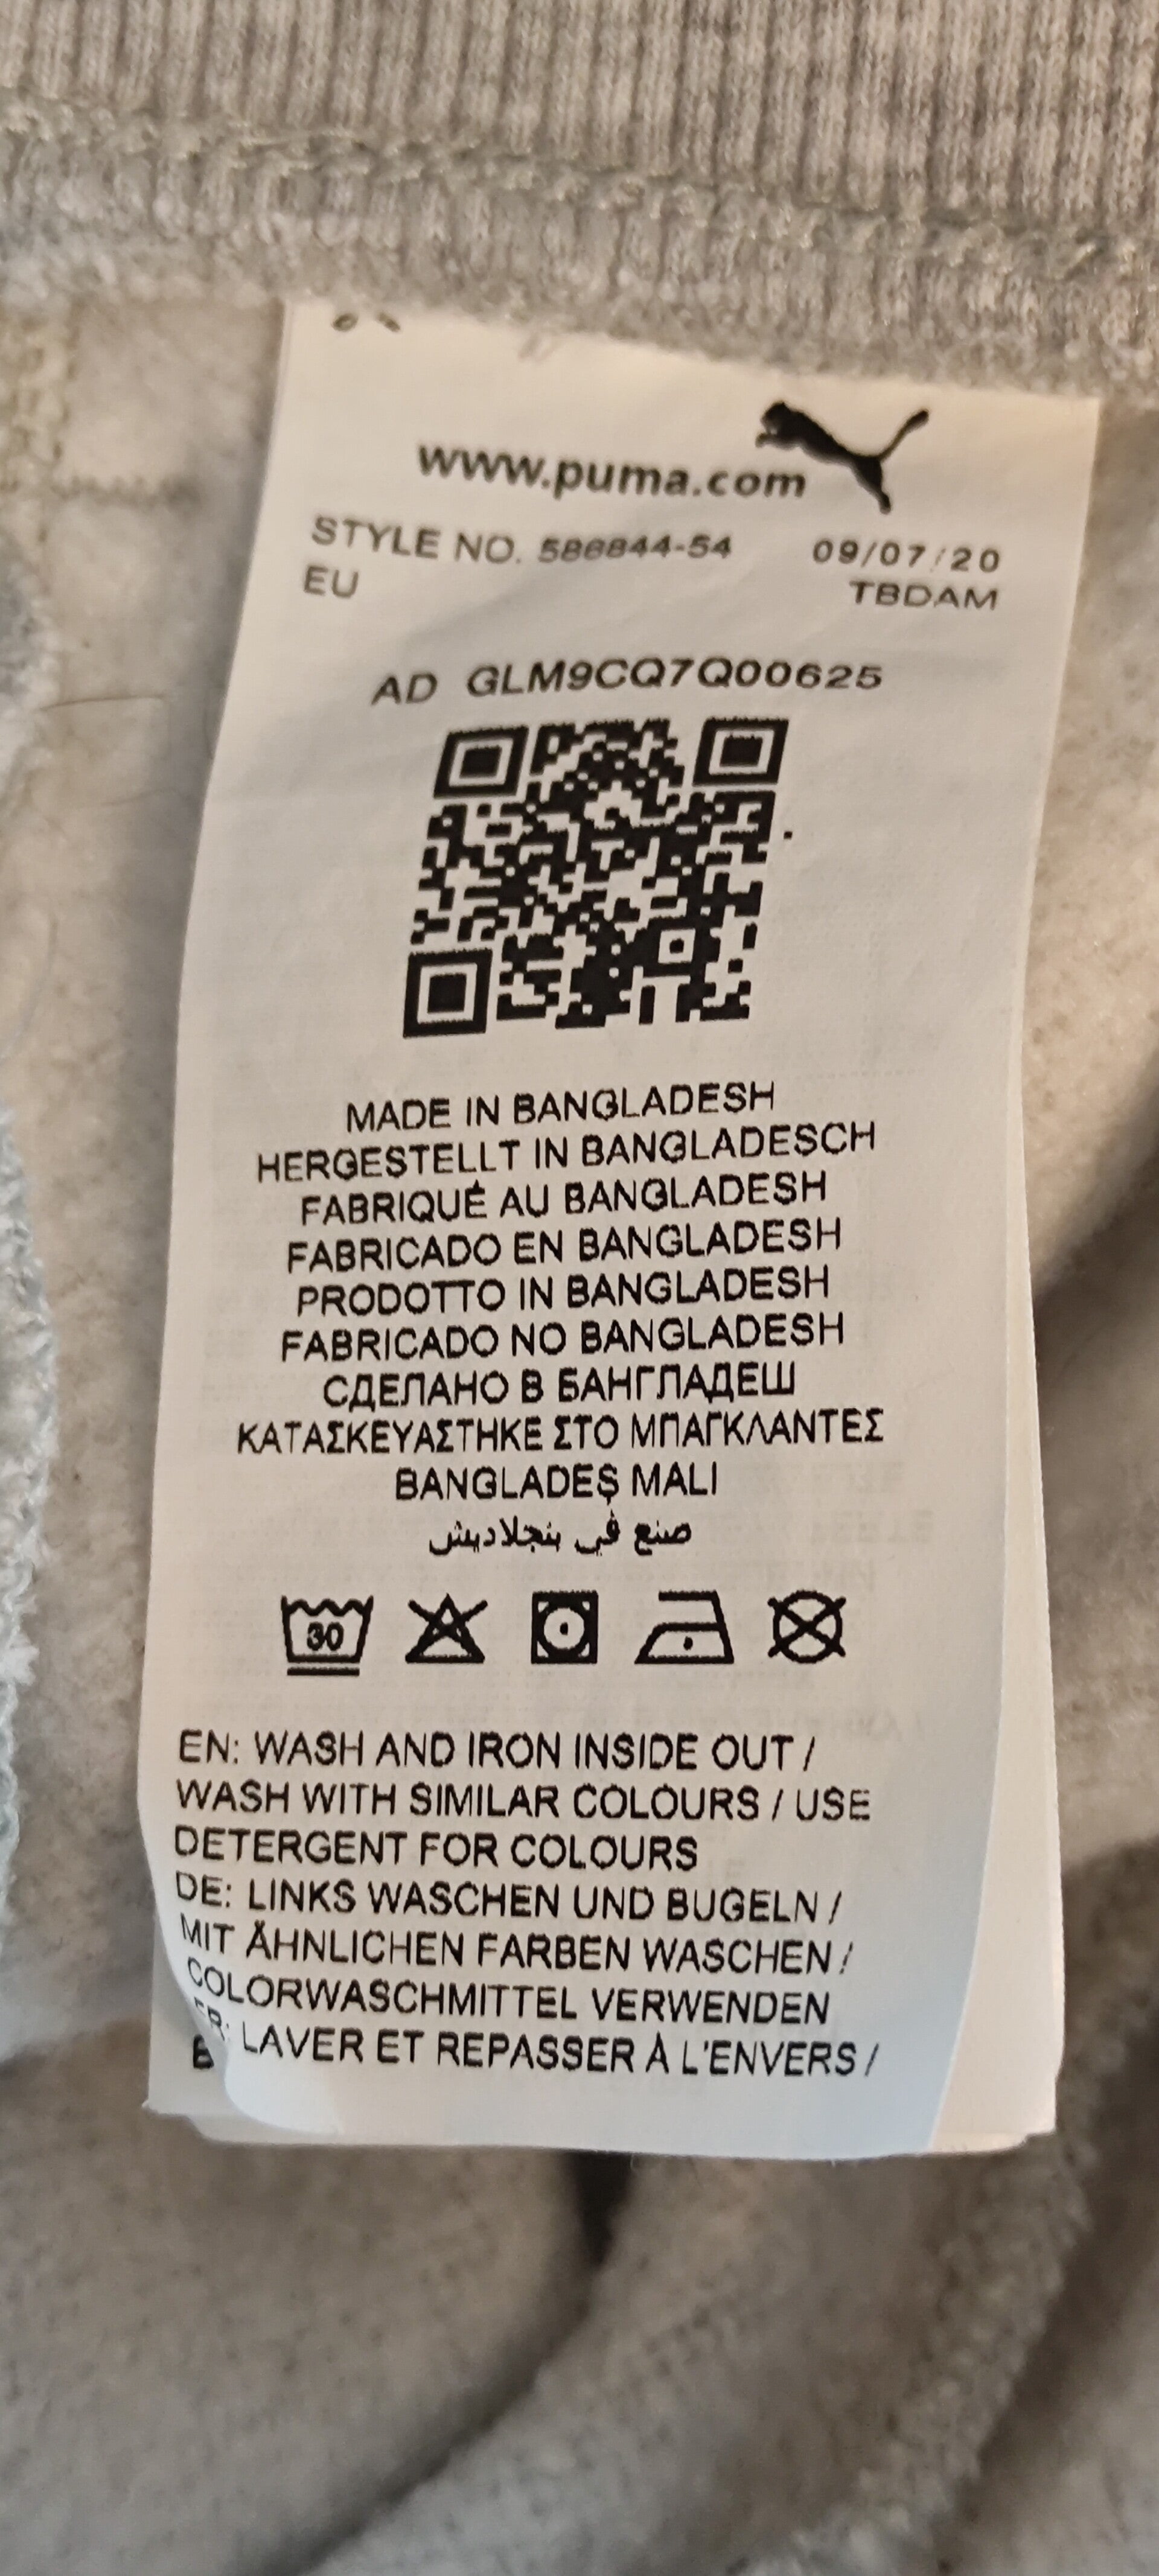 www.puma.com
STYLE NO. 586844-54 09/07/20
EU TBDAM
AD GLM9CQ7Q00625
MADE IN BANGLADESH
HERGESTELLT IN BANGLADESCH
FABRIQUÉ AU BANGLADESH
FABRICADO EN BANGLADESH
PRODOTTO IN BANGLADESH
FABRICADO NO BANGLADESH
СДЕЛАНО В БАНГЛАДЕШ
ΚΑΤΑΣΚΕΥΑΣΤΗΚΕ ΣΤΟ ΜΠΑΓΚΛΑΝΤΕΣ
BANGLADEŞ MALI
صنع في بنجلاديش
30
EN: WASH AND IRON INSIDE OUT /
WASH WITH SIMILAR COLOURS / USE
DETERGENT FOR COLOURS
DE: LINKS WASCHEN UND BUGELN /
MIT ÄHNLICHEN FARBEN WASCHEN /
COLORWASCHMITTEL VERWENDEN
FR: LAVER ET REPASSER À L'ENVERS /